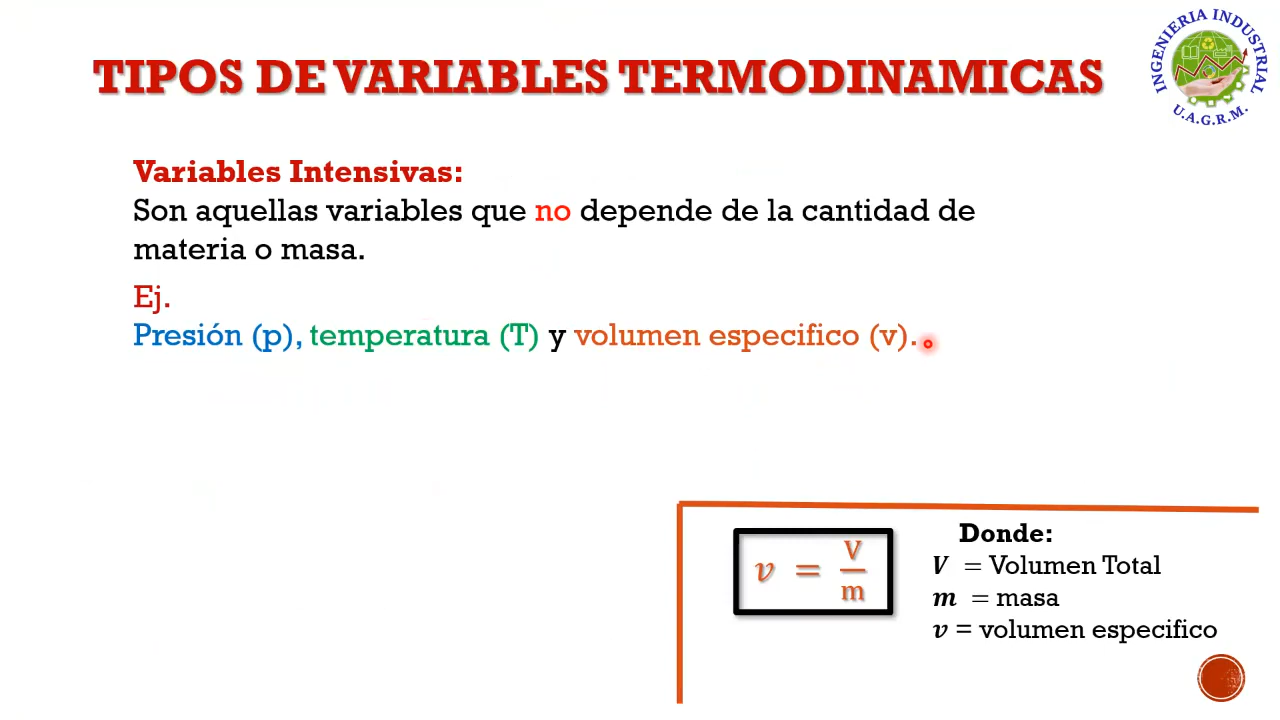 INGENIERIA INDUSTRIAL
U.A.G.R.M.
TIPOS DE VARIABLES TERMODINAMICAS
Variables Intensivas:
Son aquellas variables que no depende de la cantidad de
materia o masa.
Ej.
Presión (p), temperatura (T) y volumen especifico (v).
v = V/m
Donde:
V = Volumen Total
m = masa
v = volumen especifico